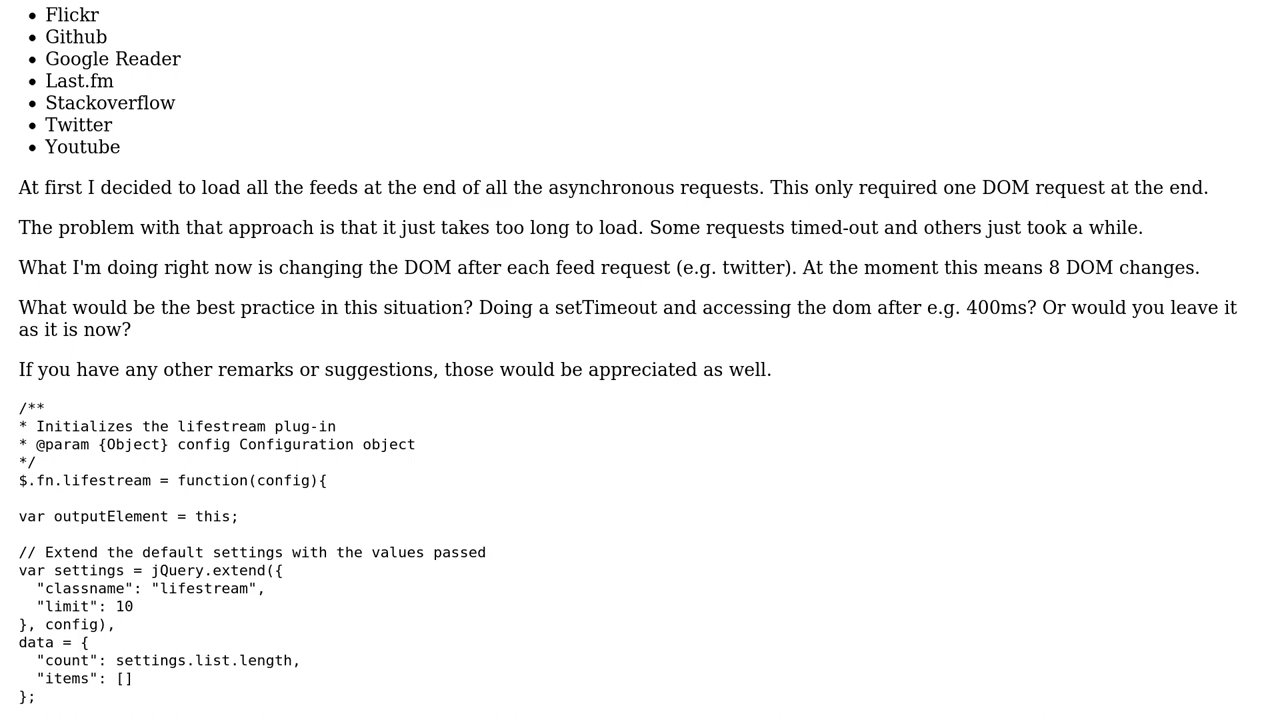 Flickr
Github
Google Reader
Last.fm
Stackoverflow
Twitter
Youtube
At first I decided to load all the feeds at the end of all the asynchronous requests. This only required one DOM request at the end.
The problem with that approach is that it just takes too long to load. Some requests timed-out and others just took a while.
What I'm doing right now is changing the DOM after each feed request (e.g. twitter). At the moment this means 8 DOM changes.
What would be the best practice in this situation? Doing a setTimeout and accessing the dom after e.g. 400ms? Or would you leave it
as it is now?
If you have any other remarks or suggestions, those would be appreciated as well.
/**
* Initializes the lifestream plug-in
* @param {Object} config Configuration object
*/
$.fn.lifestream = function(config){
var outputElement = this;
// Extend the default settings with the values passed
var settings = jQuery.extend({
  "classname": "lifestream",
  "limit": 10
}, config),
data = {
  "count": settings.list.length,
  "items": []
};